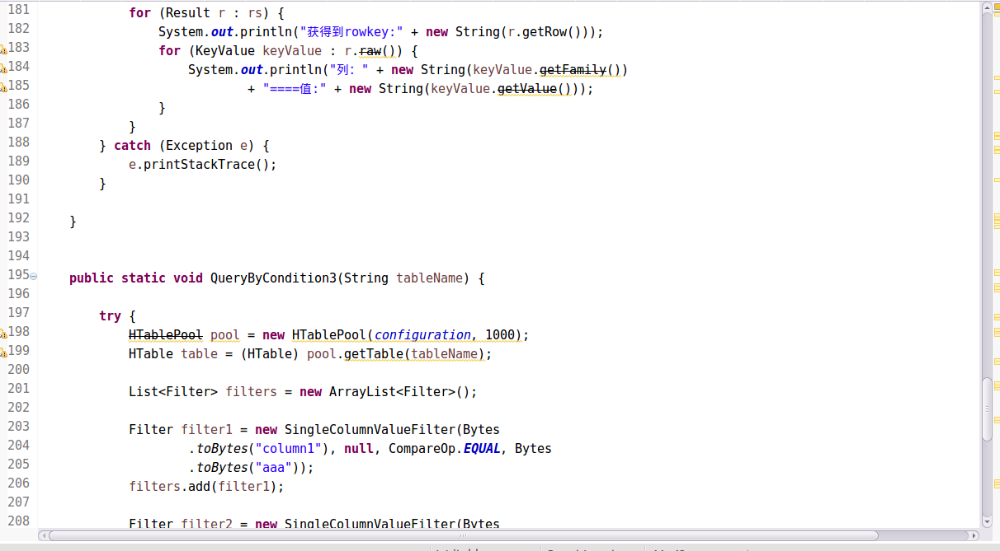 181 for (Result r : rs) {
182 System.out.println("获得到rowkey:" + new String(r.getRow()));
183 for (KeyValue keyValue : r.raw()) {
184 System.out.println("列：" + new String(keyValue.getFamily())
185 + "====值:" + new String(keyValue.getValue()));
186 }
187 }
188 } catch (Exception e) {
189 e.printStackTrace();
190 }
191
192 }
193
194
195 public static void QueryByCondition3(String tableName) {
196
197 try {
198 HTablePool pool = new HTablePool(configuration, 1000);
199 HTable table = (HTable) pool.getTable(tableName);
200
201 List<Filter> filters = new ArrayList<Filter>();
202
203 Filter filter1 = new SingleColumnValueFilter(Bytes
204 .toBytes("column1"), null, CompareOp.EQUAL, Bytes
205 .toBytes("aaa"));
206 filters.add(filter1);
207
208 Filter filter2 = new SingleColumnValueFilter(Bytes